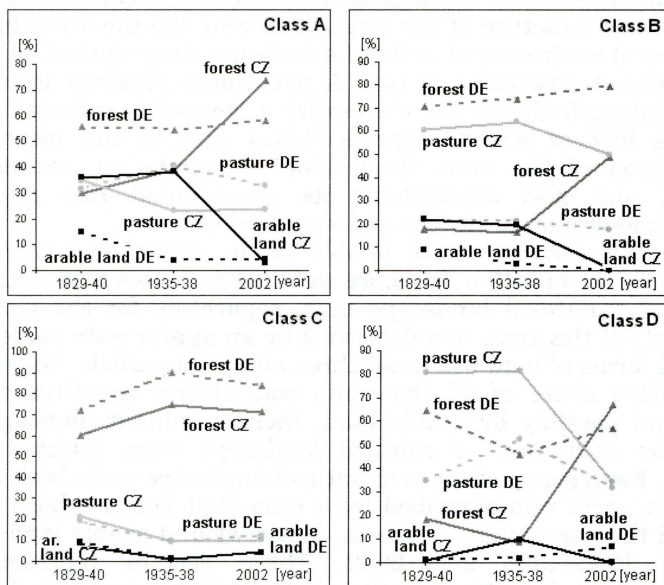 Class A
[%]
80
70
60
50
40
30
20
10
0
forest CZ
forest DE
pasture DE
pasture CZ
arable
land CZ
arable land DE
1829-40 1935-38 2002 [year]
Class B
[%]
90
80
70
60
50
40
30
20
10
0
forest DE
pasture CZ
forest CZ
pasture DE
arable
land CZ
arable land DE
1829-40 1935-38 2002 [year]
Class C
[%]
100
90
80
70
60
50
40
30
20
10
0
forest DE
forest CZ
pasture CZ
pasture DE
arable
land DE
ar.
land CZ
1829-40 1935-38 2002 [year]
Class D
[%]
90
80
70
60
50
40
30
20
10
0
pasture CZ
forest DE
pasture DE
forest CZ
arable
land CZ
arable
land DE
1829-40 1935-38 2002 [year]